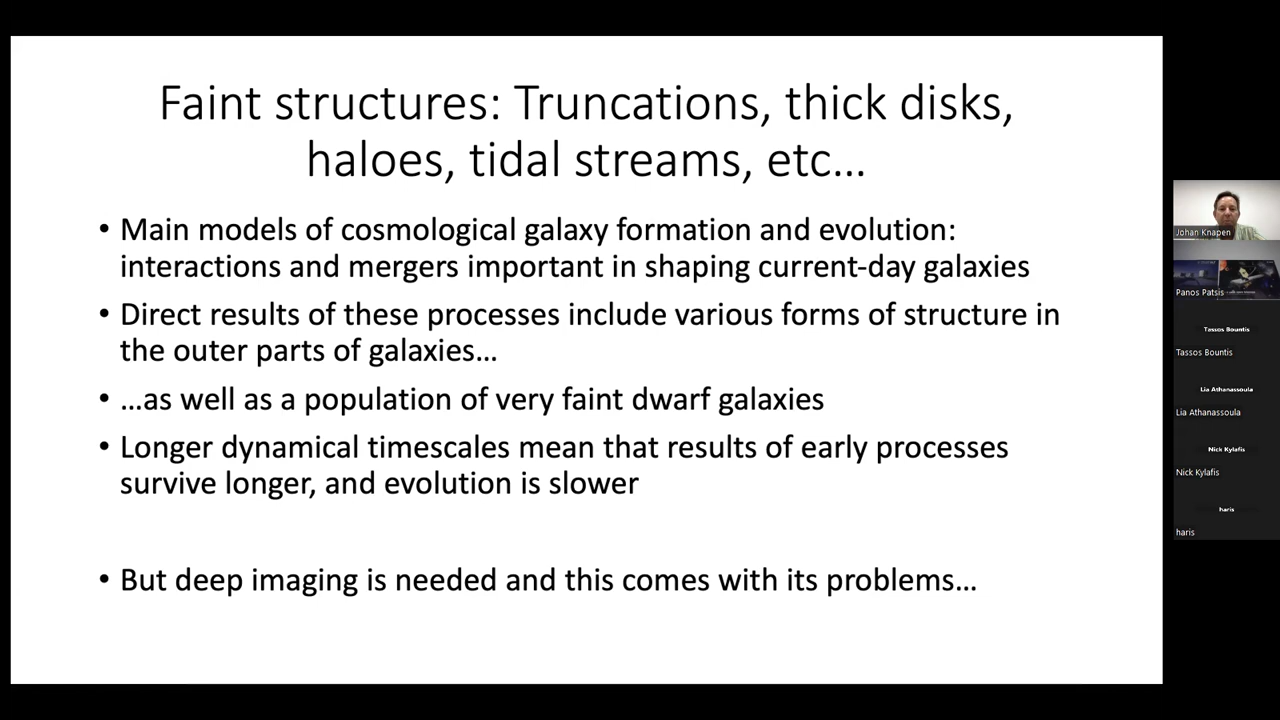 Faint structures: Truncations, thick disks,
haloes, tidal streams, etc…
• Main models of cosmological galaxy formation and evolution:
interactions and mergers important in shaping current-day galaxies
• Direct results of these processes include various forms of structure in
the outer parts of galaxies…
• …as well as a population of very faint dwarf galaxies
• Longer dynamical timescales mean that results of early processes
survive longer, and evolution is slower
• But deep imaging is needed and this comes with its problems…
Johan Knapen
Panos Patsis
Tassos Bountis
Tassos Bountis
Lia Athanassoula
Lia Athanassoula
Nick Kylafis
Nick Kylafis
haris
haris